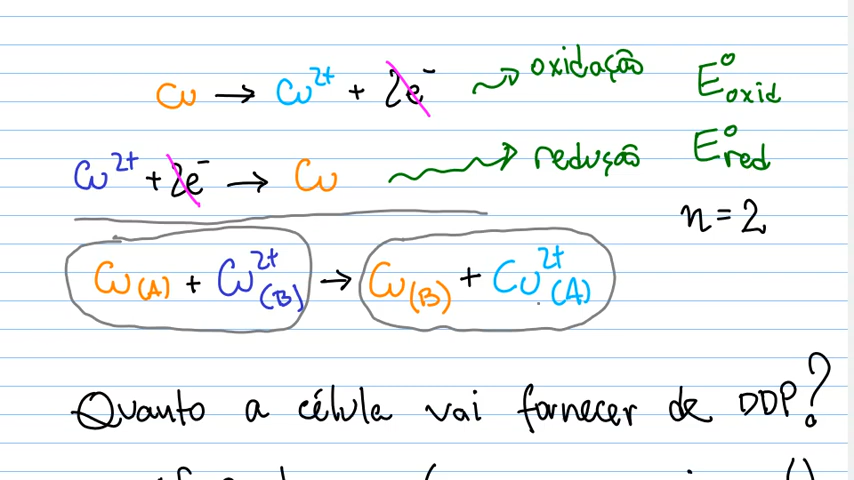 Cu → Cu²⁺ + 2e⁻ oxidação E°oxid
Cu²⁺ + 2e⁻ → Cu redução E°red
n = 2
Cu(A) + Cu²⁺(B) → Cu(B) + Cu²⁺(A)
Quanto a célula vai fornecer de DDP?